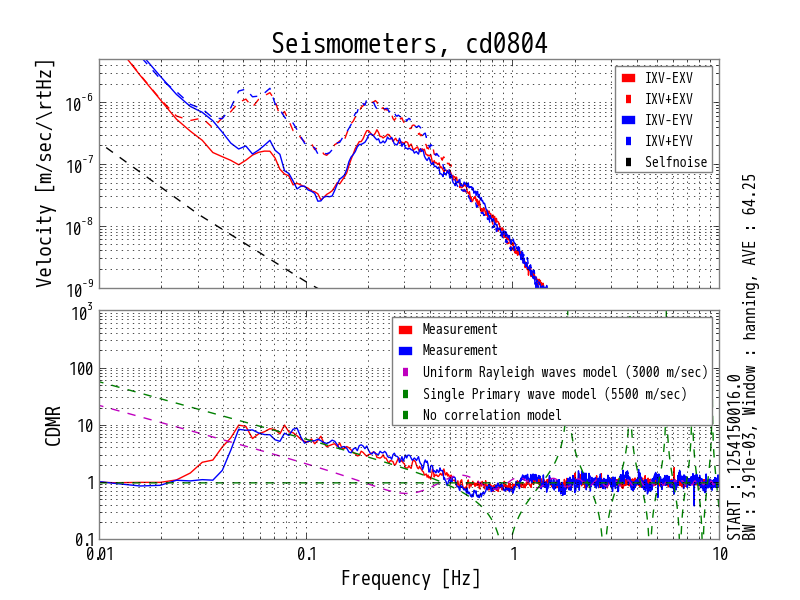 Seismometers, cd0804
Velocity [m/sec/\rtHz]
10^-6
10^-7
10^-8
10^-9
IXV-EXV
IXV+EXV
IXV-EYV
IXV+EYV
Selfnoise
CDMR
10^3
100
10
1
0.1
Measurement
Measurement
Uniform Rayleigh waves model (3000 m/sec)
Single Primary wave model (5500 m/sec)
No correlation model
0.01
0.1
1
10
Frequency [Hz]
START : 1254150016.0
BW : 3.91e-03, Window : hanning, AVE : 64.25